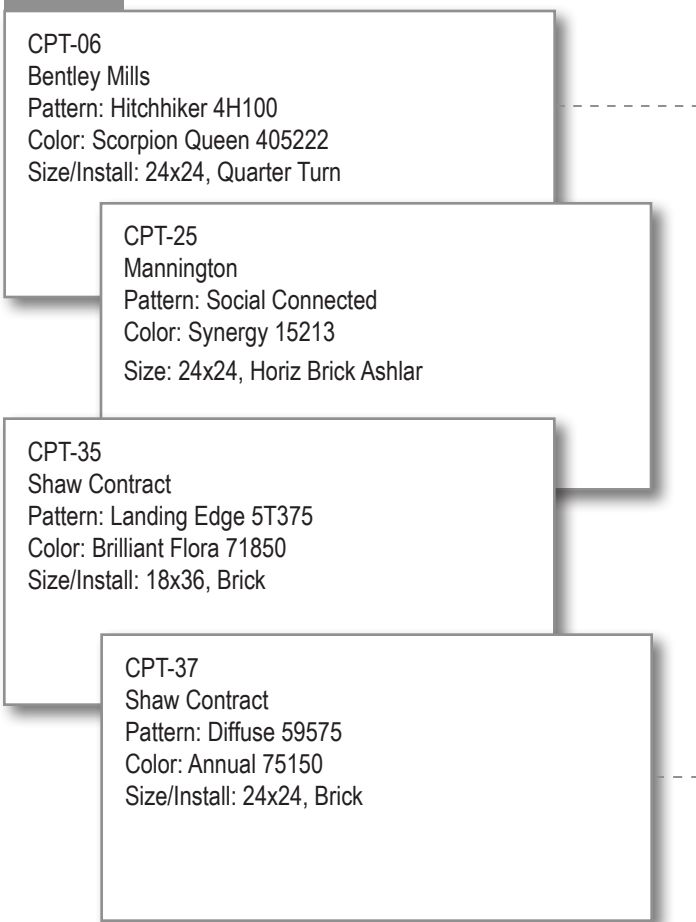 CPT-06
Bentley Mills
Pattern: Hitchhiker 4H100
Color: Scorpion Queen 405222
Size/Install: 24x24, Quarter Turn
CPT-25
Mannington
Pattern: Social Connected
Color: Synergy 15213
Size: 24x24, Horiz Brick Ashlar
CPT-35
Shaw Contract
Pattern: Landing Edge 5T375
Color: Brilliant Flora 71850
Size/Install: 18x36, Brick
CPT-37
Shaw Contract
Pattern: Diffuse 59575
Color: Annual 75150
Size/Install: 24x24, Brick